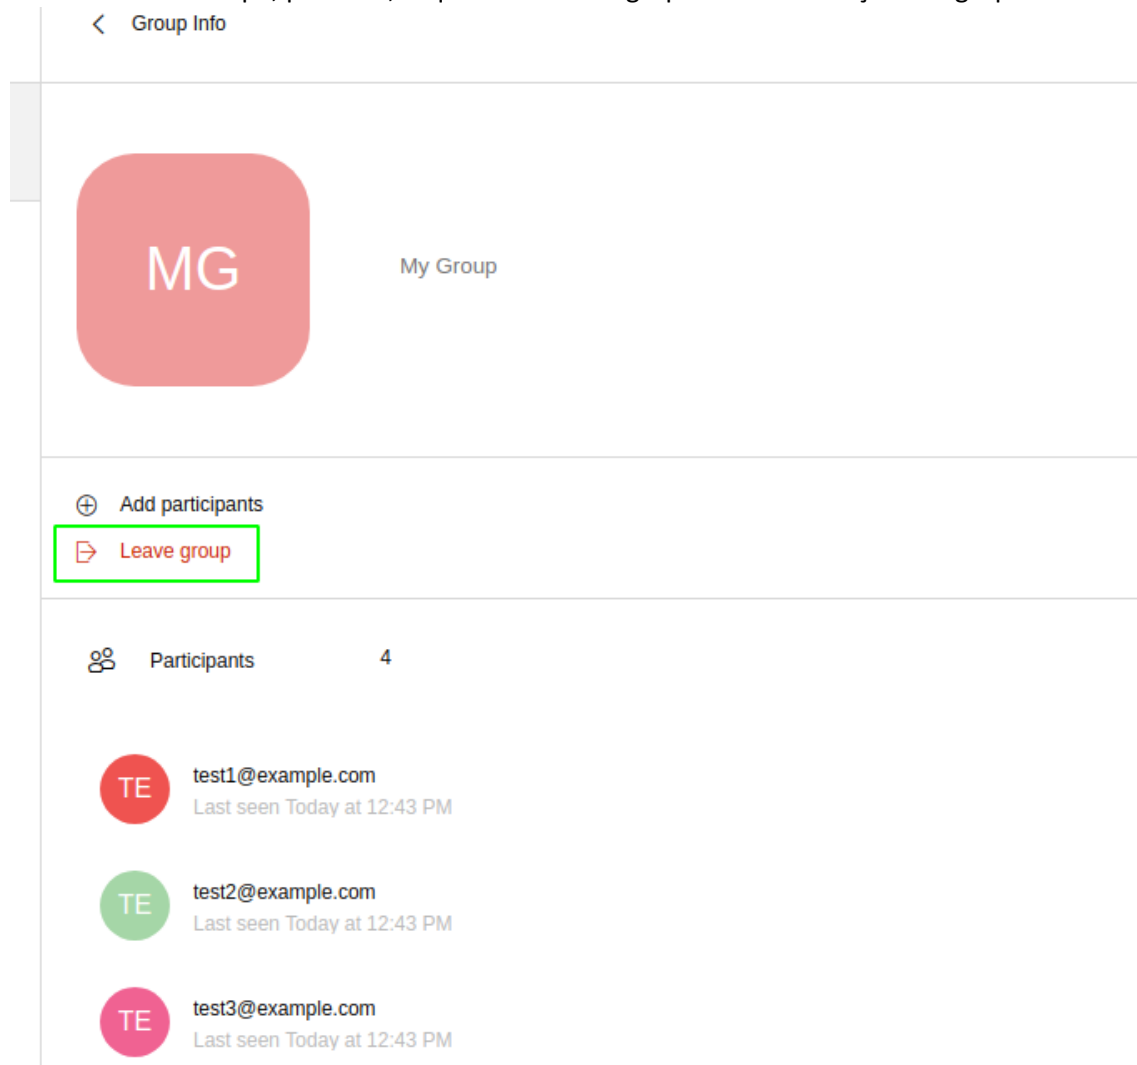 Group Info
MG
My Group
Add participants
Leave group
Participants 4
TE
test1@example.com
Last seen Today at 12:43 PM
TE
test2@example.com
Last seen Today at 12:43 PM
TE
test3@example.com
Last seen Today at 12:43 PM